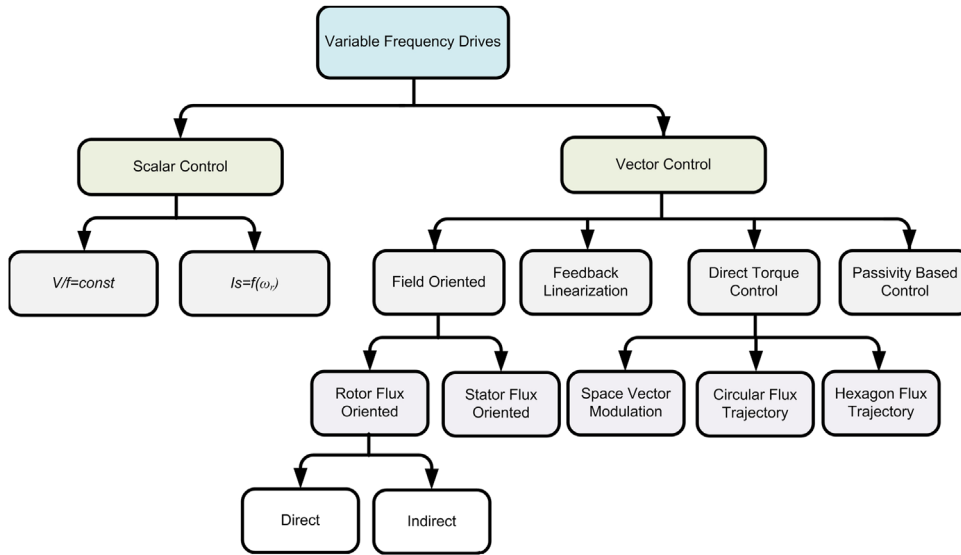 Variable Frequency Drives
Scalar Control
Vector Control
V/f=const
Is=f(ωr)
Field Oriented
Feedback
Linearization
Direct Torque
Control
Passivity Based
Control
Rotor Flux
Oriented
Stator Flux
Oriented
Space Vector
Modulation
Circular Flux
Trajectory
Hexagon Flux
Trajectory
Direct
Indirect